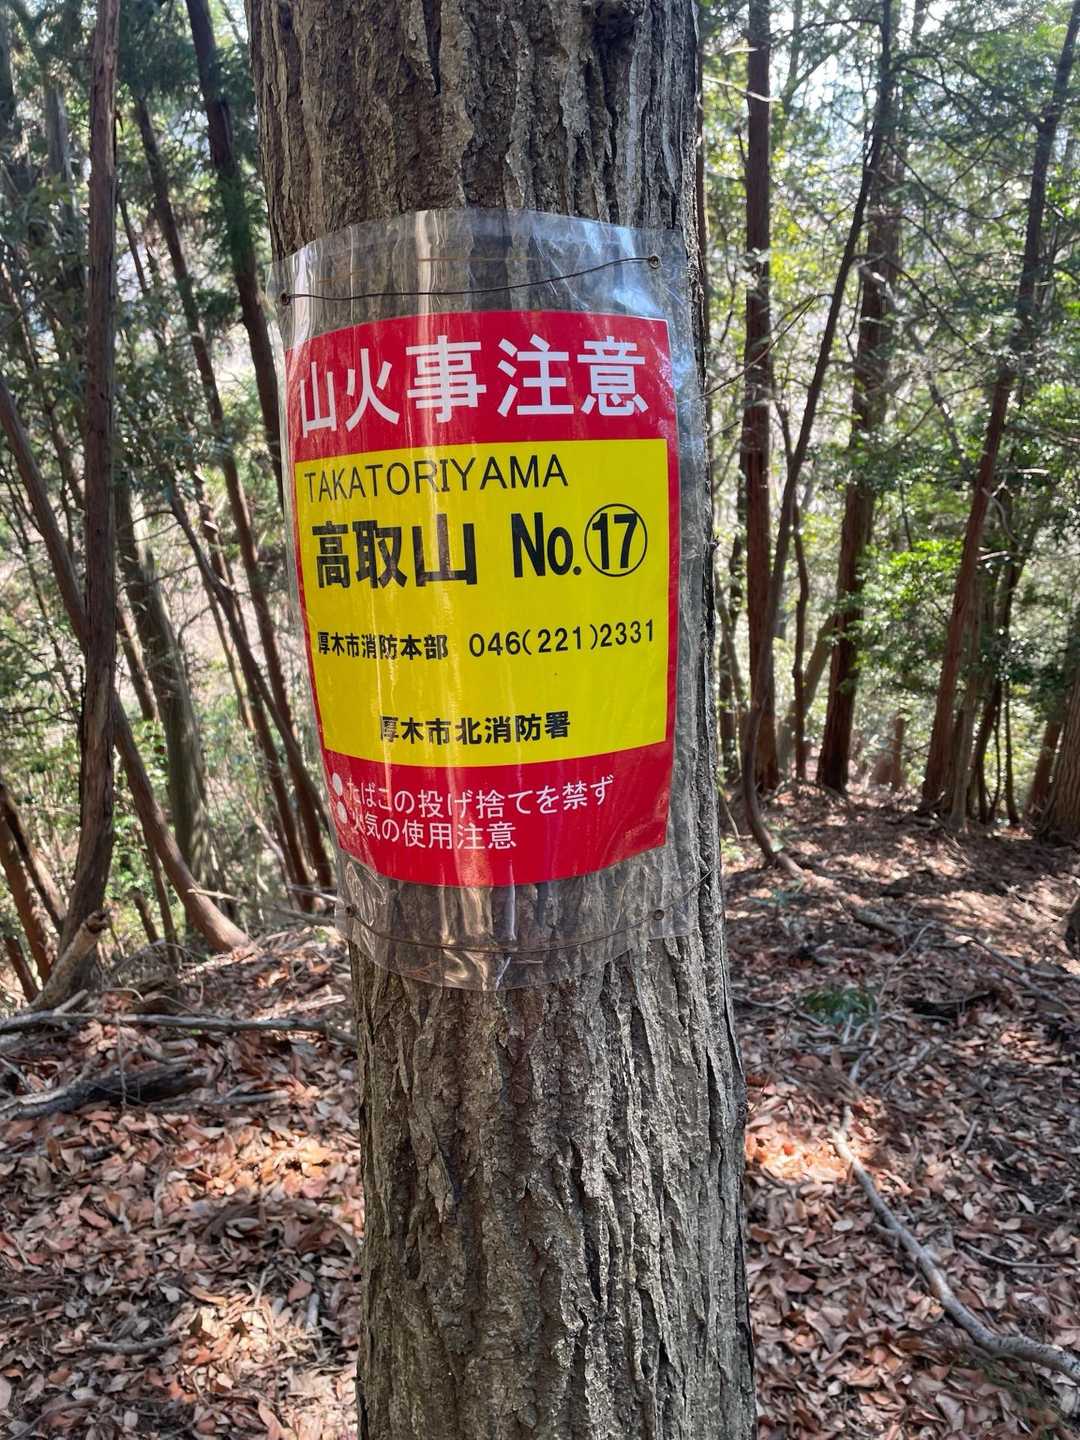 山火事注意
TAKATORIYAMA
高取山 No.⑰
厚木市消防本部 046(221)2331
厚木市北消防署
たばこの投げ捨てを禁ず
火気の使用注意